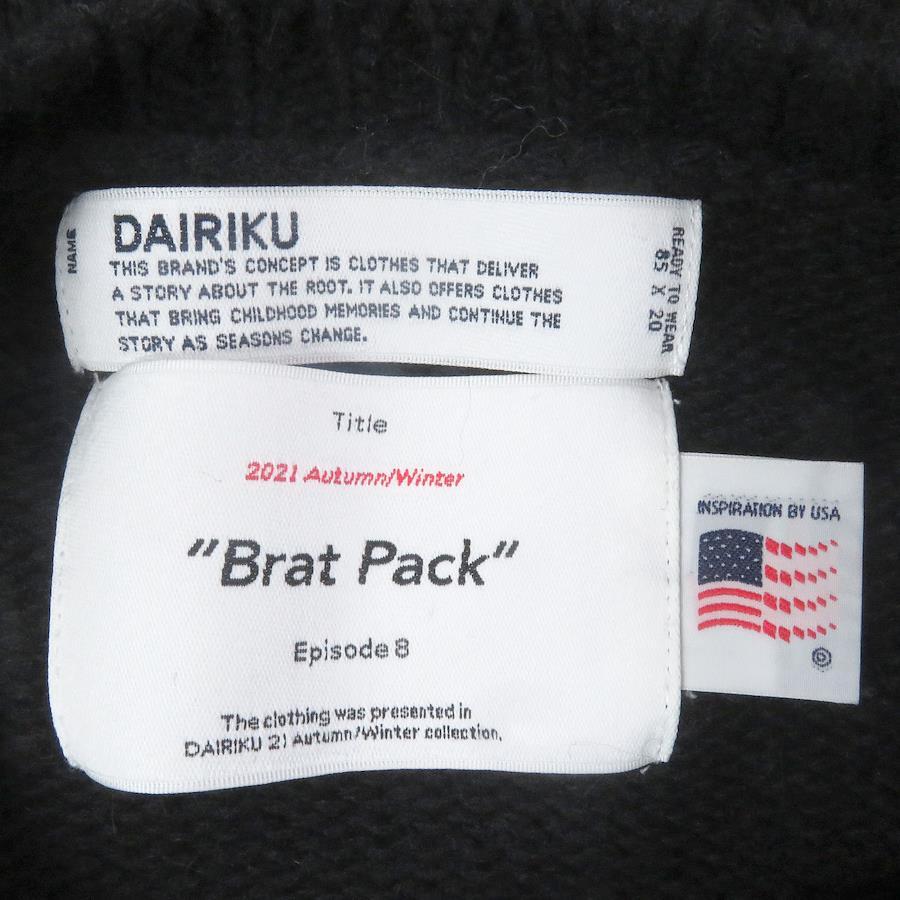 NAME
DAIRIKU
THIS BRAND'S CONCEPT IS CLOTHES THAT DELIVER
A STORY ABOUT THE ROOT. IT ALSO OFFERS CLOTHES
THAT BRING CHILDHOOD MEMORIES AND CONTINUE THE
STORY AS SEASONS CHANGE.
READY TO WEAR
85 X 20
Title
2021 Autumn/Winter
"Brat Pack"
Episode 8
The clothing was presented in
DAIRIKU 21 Autumn/Winter collection.
INSPIRATION BY USA